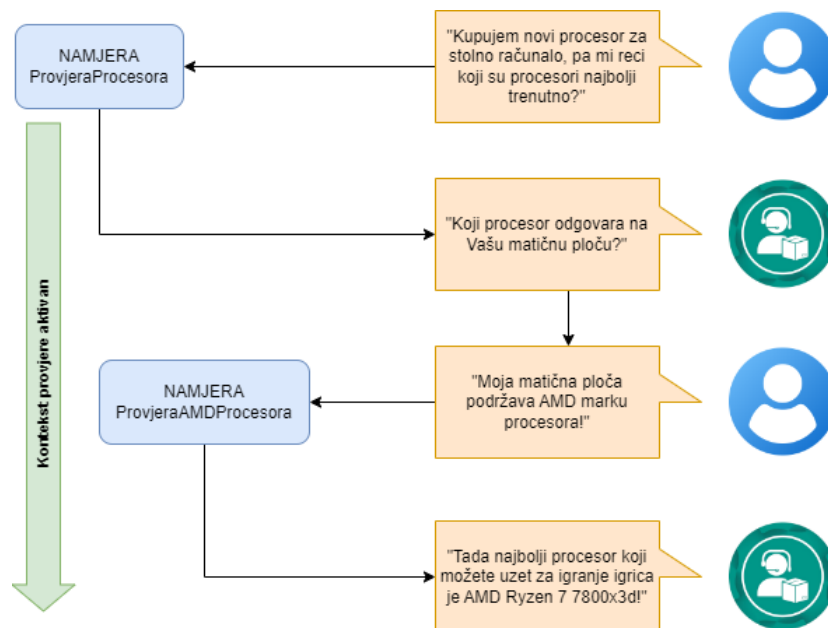 NAMJERA
ProvjeraProcesora
"Kupujem novi procesor za
stolno računalo, pa mi reci
koji su procesori najbolji
trenutno?"
"Koji procesor odgovara na
Vašu matičnu ploču?"
Kontekst provjere aktivan
NAMJERA
ProvjeraAMDProcesora
"Moja matična ploča
podržava AMD marku
procesora!"
"Tada najbolji procesor koji
možete uzet za igranje igrica
je AMD Ryzen 7 7800x3d!"